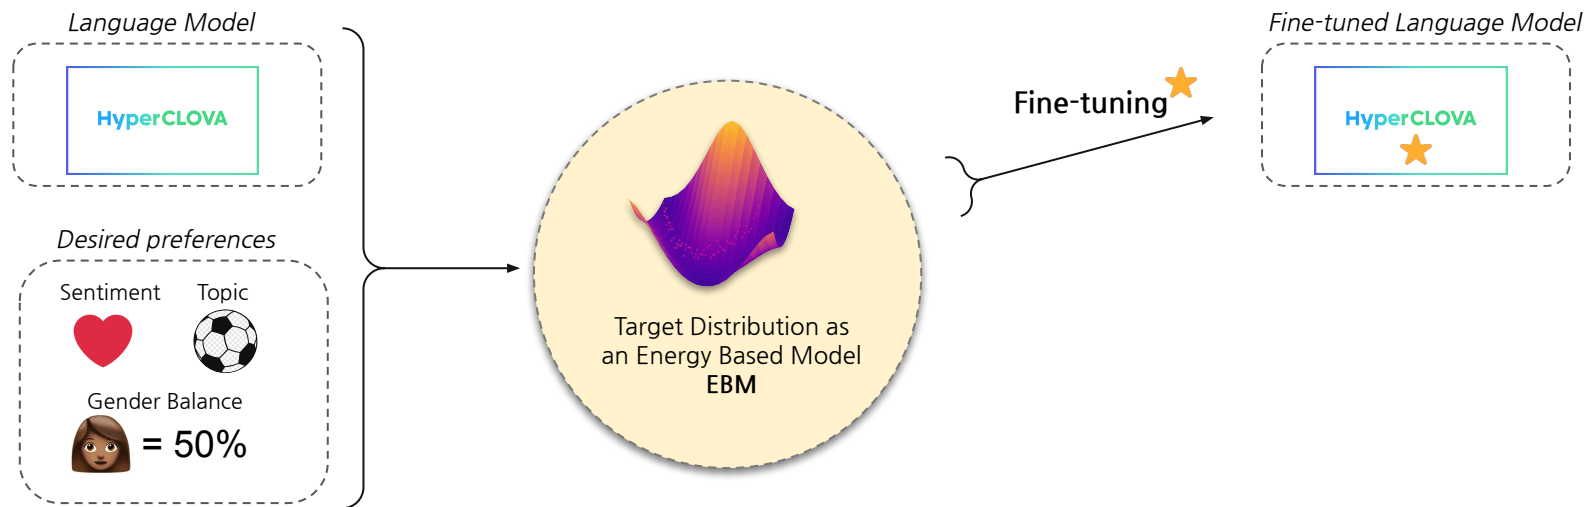 Language Model
HyperCLOVA
Desired preferences
Sentiment
Topic
Gender Balance
= 50%
Target Distribution as
an Energy Based Model
EBM
Fine-tuning
Fine-tuned Language Model
HyperCLOVA